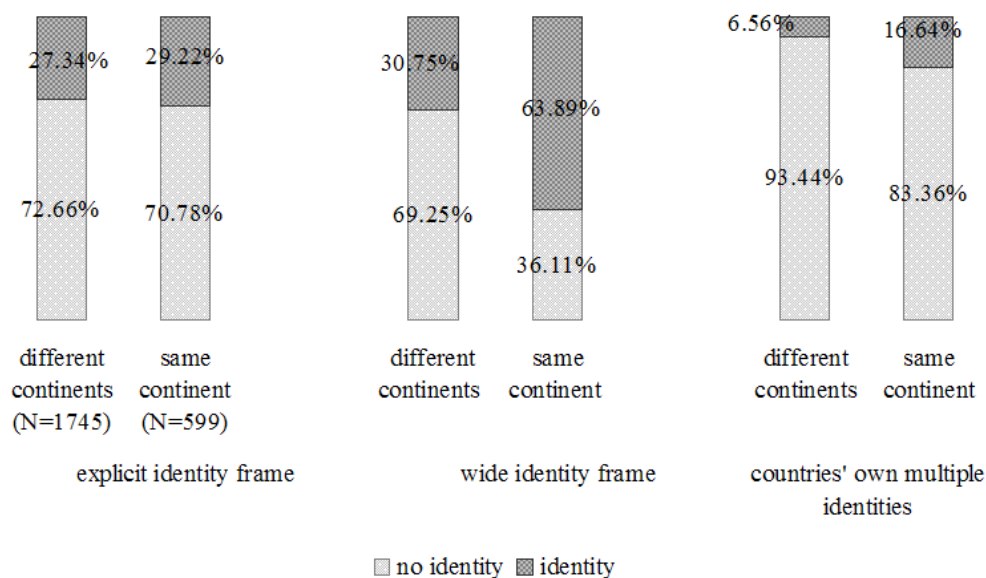 27.34%
29.22%
30.75%
63.89%
6.56%
16.64%
72.66%
70.78%
69.25%
36.11%
93.44%
83.36%
different
continents
(N=1745)
same
continent
(N=599)
different
continents
same
continent
different
continents
same
continent
explicit identity frame
wide identity frame
countries' own multiple
identities
no identity
identity